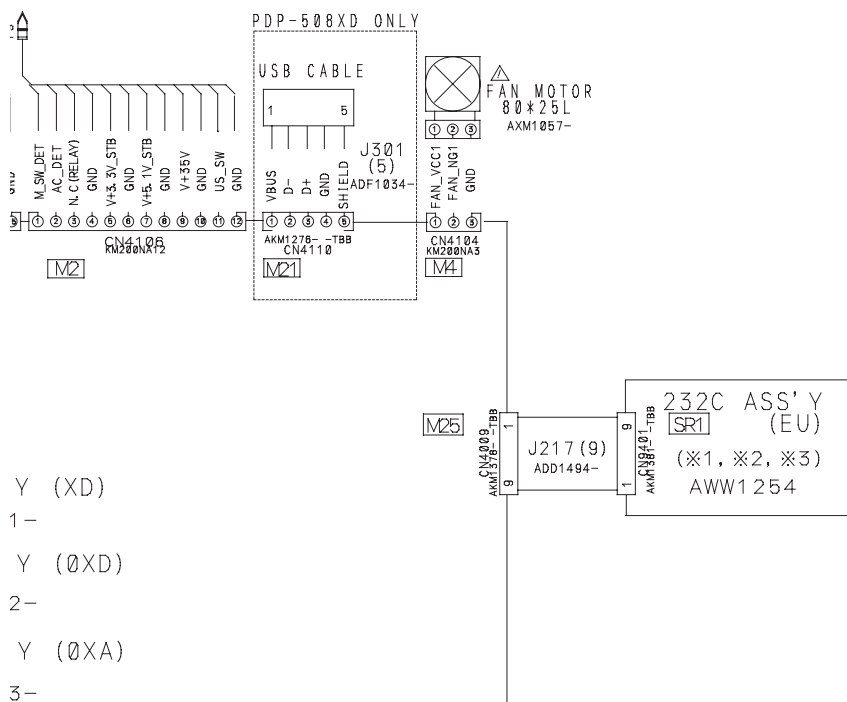 PDP-508XD ONLY
USB CABLE
1 5
J301
(5)
ADF1034-
FAN MOTOR
80*25L
AXM1057-
1 2 3
GND
M_SW_DET
AC_DET
N.C(RELAY)
GND
V+3.3V_STB
GND
V+5.1V_STB
GND
V+35V
GND
US_SW
GND
VBUS
D-
D+
GND
SHIELD
FAN_VCC1
FAN_NG1
GND
1 2 3 4 5 6 7 8 9 10 11 12
1 2 3 4 5
1 2 3
CN4106
KM200NA12
AKM1278- -TBB
CN4110
CN4104
KM200NA3
M2
M21
M4
M25
CN4009
AKM1378- -TBB
1
9
J217(9)
ADD1494-
9
1
CN9401
AKM1381- -TBB
232C ASS'Y
SR1 (EU)
(※1,※2,※3)
AWW1254
Y (XD)
1-
Y (0XD)
2-
Y (0XA)
3-